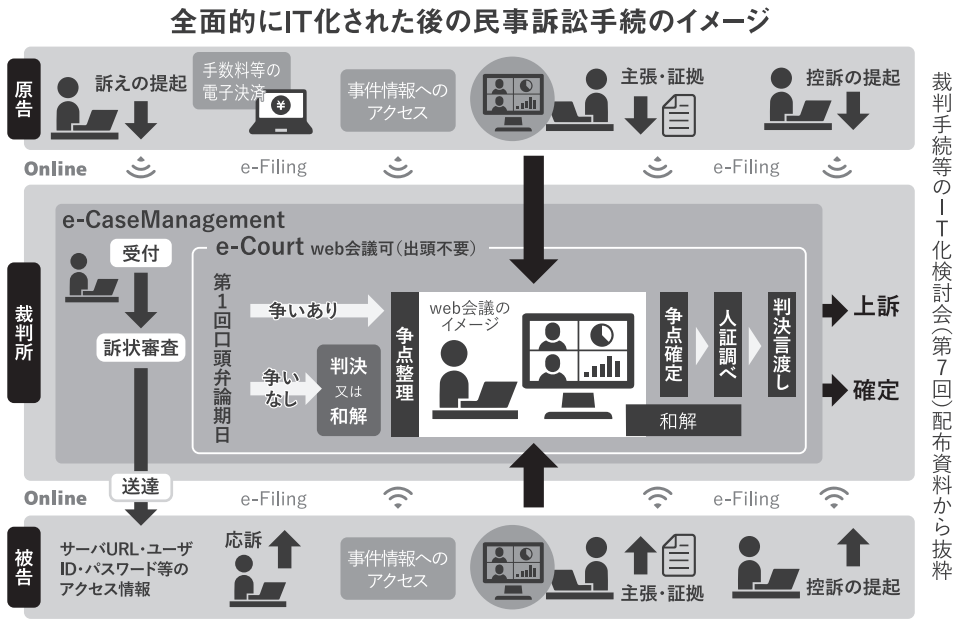 全面的にIT化された後の民事訴訟手続のイメージ
原告
訴えの提起
手数料等の
電子決済
¥
事件情報への
アクセス
主張・証拠
控訴の提起
Online
e-Filing
e-Filing
裁判所
e-CaseManagement
受付
訴状審査
送達
e-Court web会議可(出頭不要)
第1回口頭弁論期日
争いあり
争い
なし
判決
又は
和解
争点整理
web会議の
イメージ
争点確定
人証調べ
判決言渡し
和解
上訴
確定
Online
e-Filing
e-Filing
被告
サーバURL・ユーザ
ID・パスワード等の
アクセス情報
応訴
事件情報への
アクセス
主張・証拠
控訴の提起
裁判手続等のIT化検討会(第7回)配布資料から抜粋